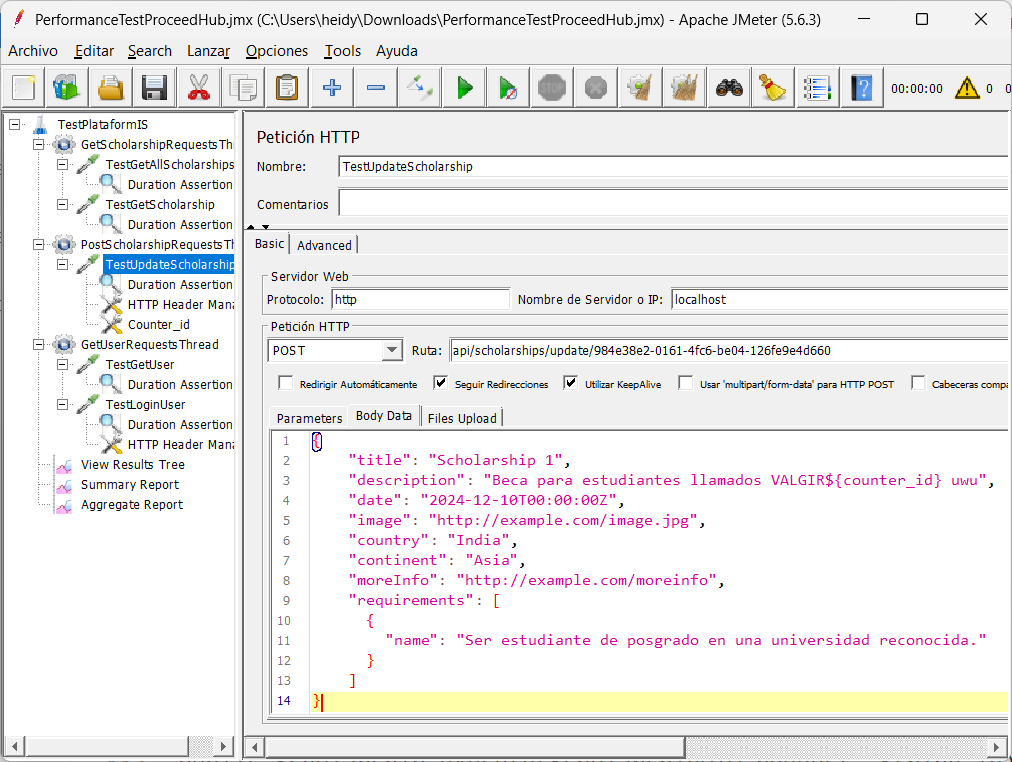 PerformanceTestProceedHub.jmx (C:\Users\heidy\Downloads\PerformanceTestProceedHub.jmx) - Apache JMeter (5.6.3)
Archivo Editar Search Lanzar Opciones Tools Ayuda
STOP ? 00:00:00 0
TestPlataformIS
GetScholarshipRequestsTh
TestGetAllScholarships
Duration Assertion
TestGetScholarship
Duration Assertion
PostScholarshipRequestsTh
TestUpdateScholarship
Duration Assertion
HTTP Header Mana
Counter_id
GetUserRequestsThread
TestGetUser
Duration Assertion
TestLoginUser
Duration Assertion
HTTP Header Mana
View Results Tree
Summary Report
Aggregate Report
Petición HTTP
Nombre: TestUpdateScholarship
Comentarios
Basic Advanced
Servidor Web
Protocolo: http Nombre de Servidor o IP: localhost
Petición HTTP
POST Ruta: api/scholarships/update/984e38e2-0161-4fc6-be04-126fe9e4d660
Redirigir Automáticamente Seguir Redirecciones Utilizar KeepAlive Usar 'multipart/form-data' para HTTP POST Cabeceras compa
Parameters Body Data Files Upload
1 {
2 "title": "Scholarship 1",
3 "description": "Beca para estudiantes llamados VALGIR${counter_id} uwu",
4 "date": "2024-12-10T00:00:00Z",
5 "image": "http://example.com/image.jpg",
6 "country": "India",
7 "continent": "Asia",
8 "moreInfo": "http://example.com/moreinfo",
9 "requirements": [
10 {
11 "name": "Ser estudiante de posgrado en una universidad reconocida."
12 }
13 ]
14 }